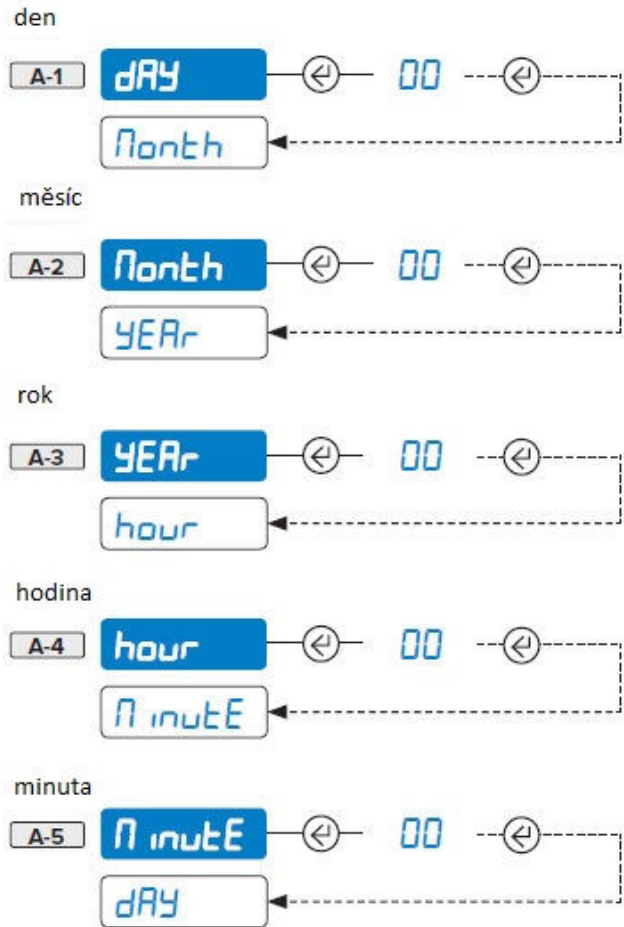 den
A-1 dAY 00
Month
měsíc
A-2 Month 00
YEAr
rok
A-3 YEAr 00
hour
hodina
A-4 hour 00
MinutE
minuta
A-5 MinutE 00
dAY